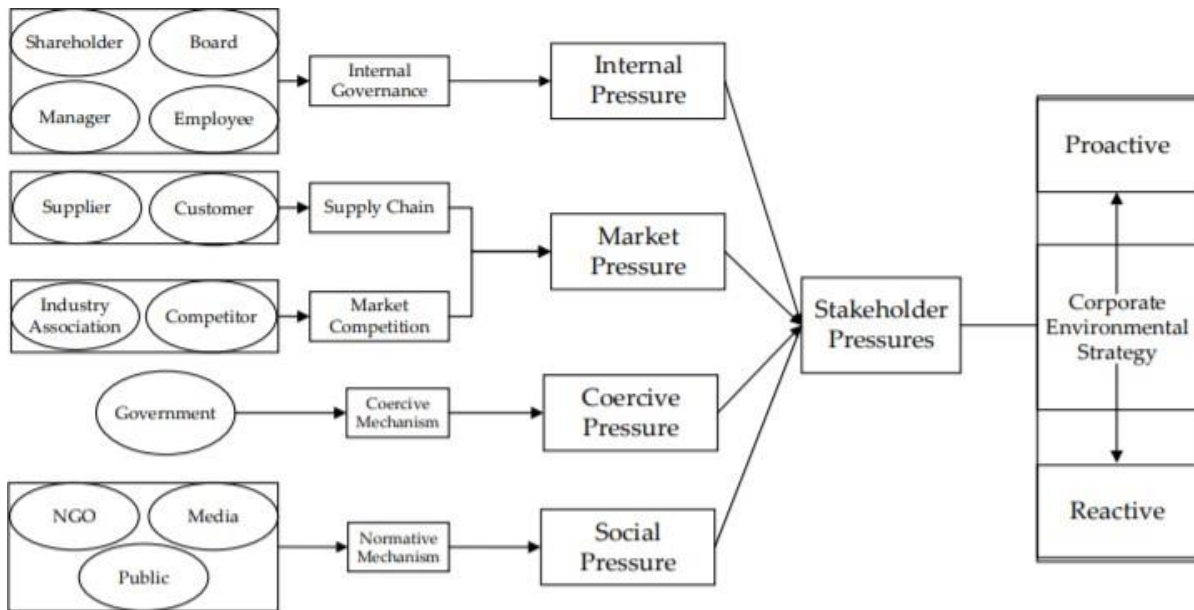 Shareholder
Board
Manager
Employee
Internal
Governance
Internal
Pressure
Supplier
Customer
Supply Chain
Industry
Association
Competitor
Market
Competition
Market
Pressure
Government
Coercive
Mechanism
Coercive
Pressure
NGO
Media
Public
Normative
Mechanism
Social
Pressure
Stakeholder
Pressures
Proactive
Corporate
Environmental
Strategy
Reactive